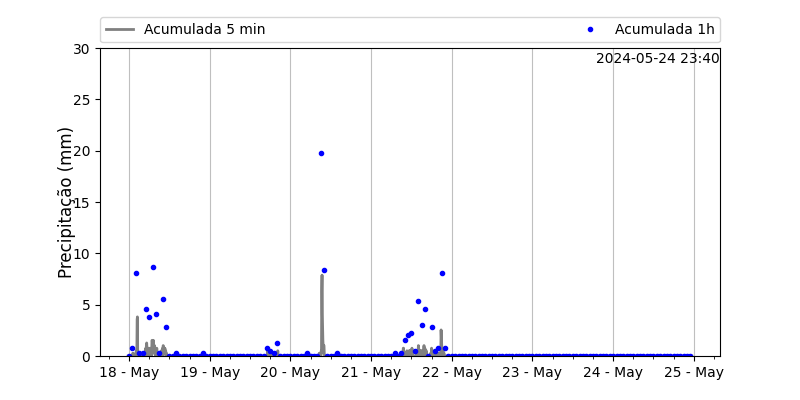 Acumulada 5 min
Acumulada 1h
2024-05-24 23:40
Precipitação (mm)
30
25
20
15
10
5
0
18 - May 19 - May 20 - May 21 - May 22 - May 23 - May 24 - May 25 - May